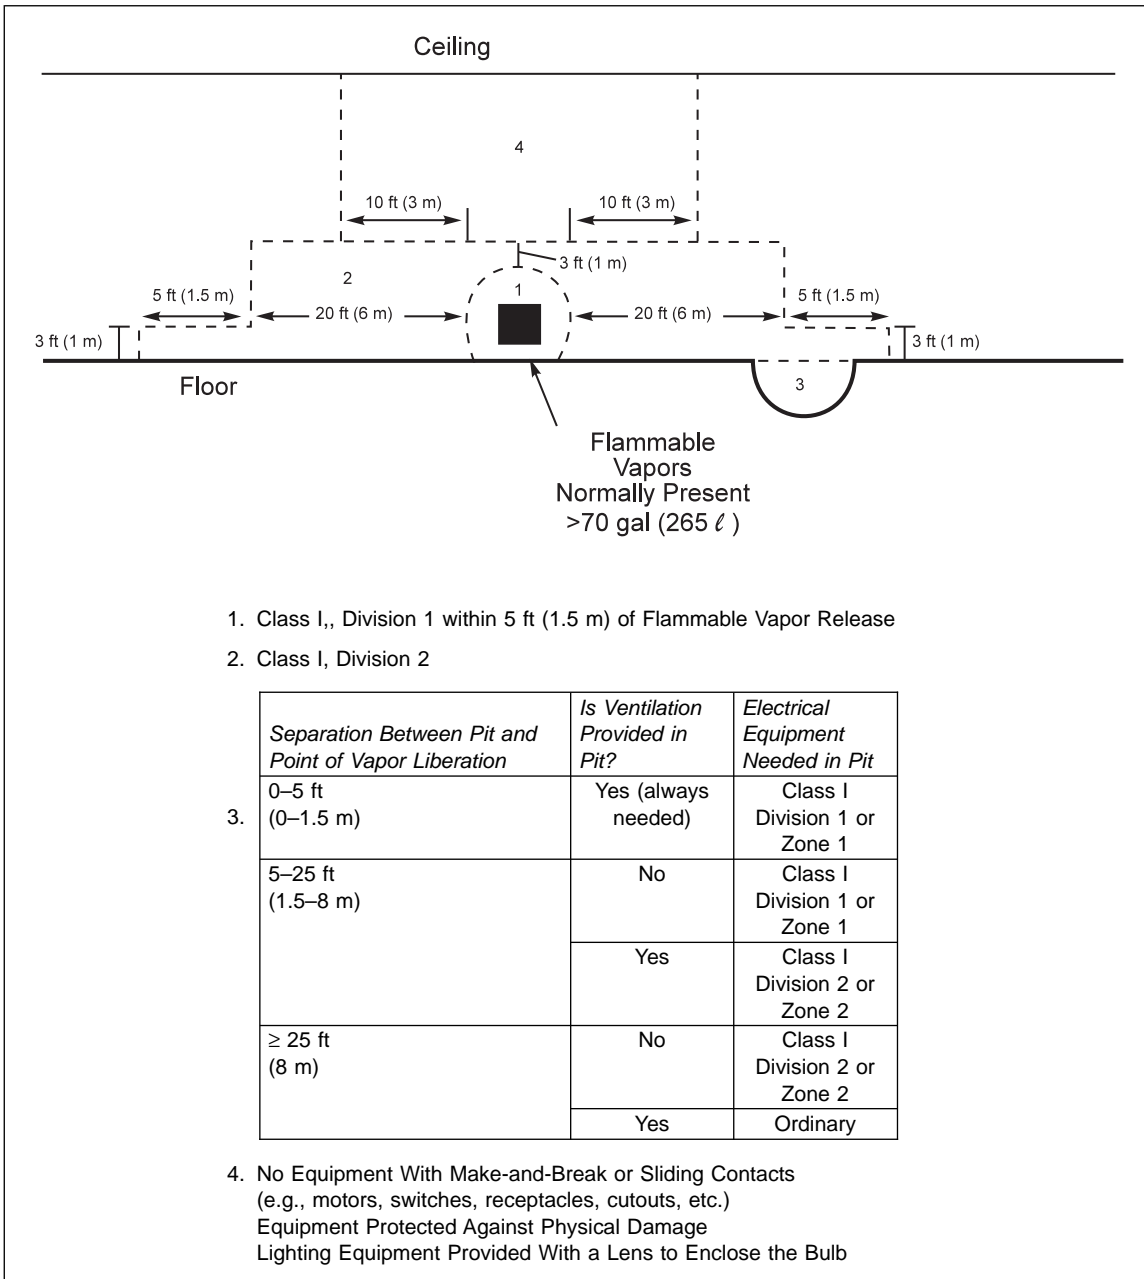 Ceiling
4
10 ft (3 m)
10 ft (3 m)
3 ft (1 m)
2
1
5 ft (1.5 m)
20 ft (6 m)
20 ft (6 m)
5 ft (1.5 m)
3 ft (1 m)
3 ft (1 m)
Floor
3
Flammable
Vapors
Normally Present
>70 gal (265 ℓ )
1. Class I,, Division 1 within 5 ft (1.5 m) of Flammable Vapor Release
2. Class I, Division 2
3.
Separation Between Pit and
Point of Vapor Liberation
Is Ventilation
Provided in
Pit?
Electrical
Equipment
Needed in Pit
0–5 ft
(0–1.5 m)
Yes (always
needed)
Class I
Division 1 or
Zone 1
5–25 ft
(1.5–8 m)
No
Class I
Division 1 or
Zone 1
Yes
Class I
Division 2 or
Zone 2
≥ 25 ft
(8 m)
No
Class I
Division 2 or
Zone 2
Yes
Ordinary
4. No Equipment With Make-and-Break or Sliding Contacts
(e.g., motors, switches, receptacles, cutouts, etc.)
Equipment Protected Against Physical Damage
Lighting Equipment Provided With a Lens to Enclose the Bulb